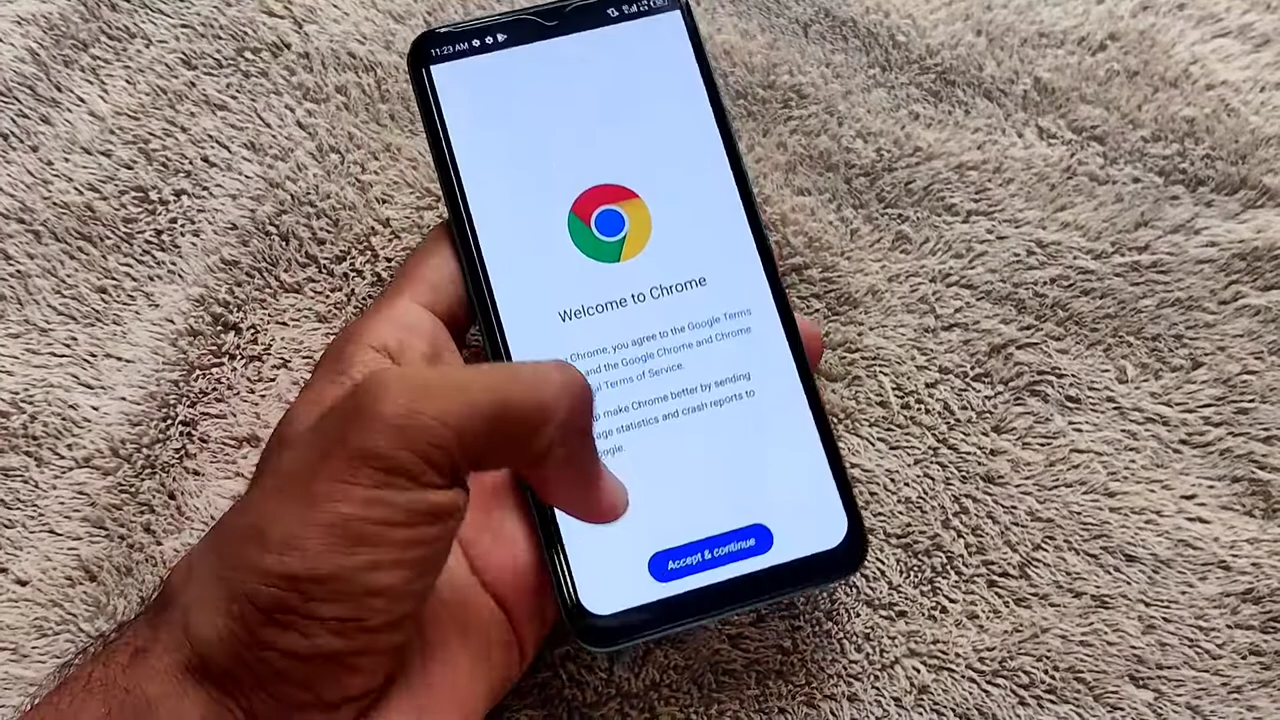 11:23 AM
Welcome to Chrome
Chrome, you agree to the Google Terms
and the Google Chrome and Chrome
Terms of Service.
make Chrome better by sending
statistics and crash reports to
Accept & continue